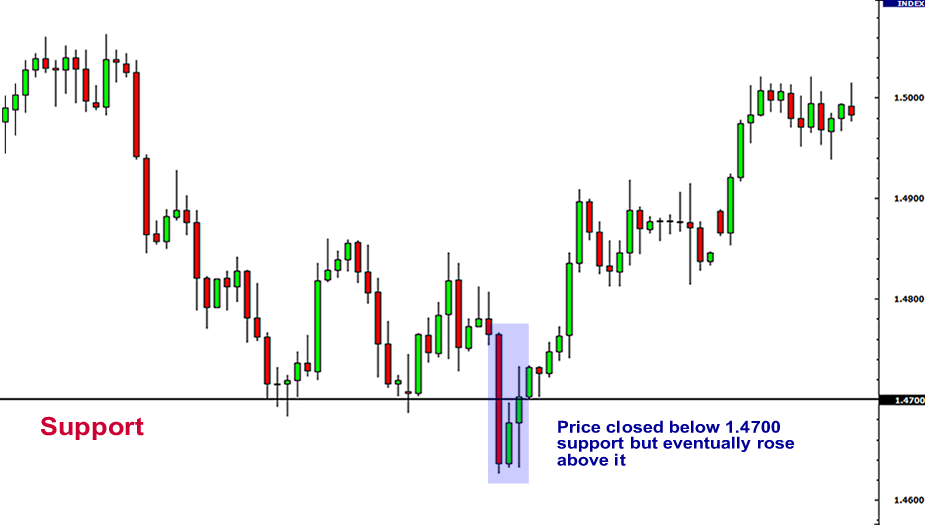 INDEX
1.5000
1.4900
1.4800
1.4700
Support
Price closed below 1.4700
support but eventually rose
above it
1.4600